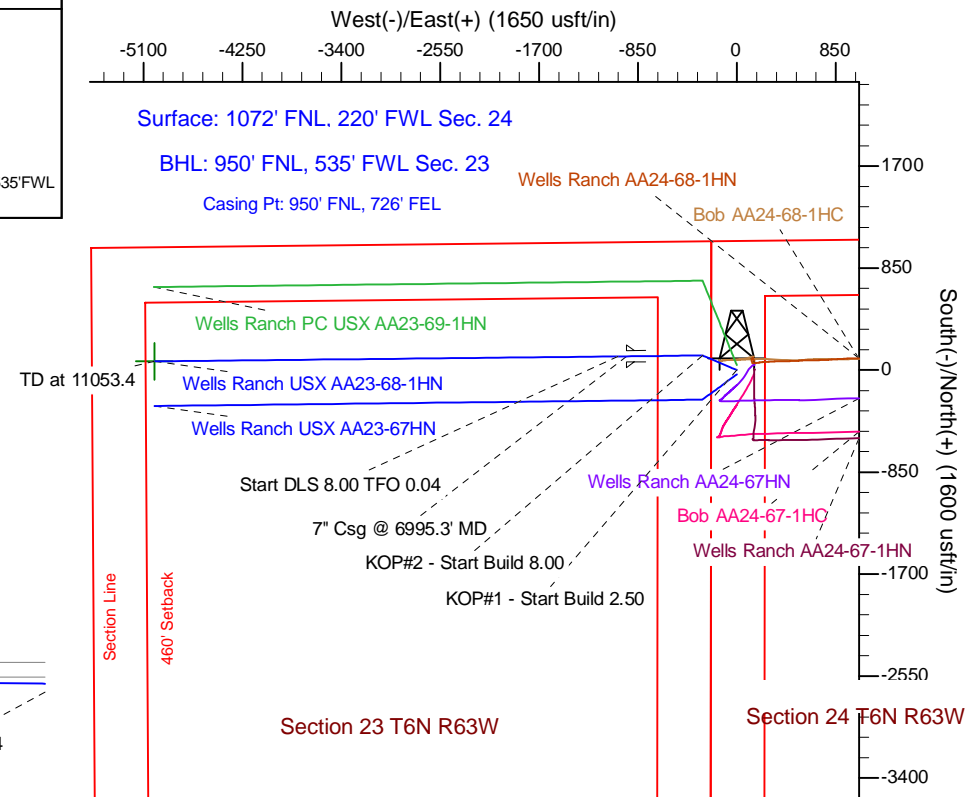 West(-)/East(+) (1650 usft/in)
-5100 -4250 -3400 -2550 -1700 -850 0 850
Surface: 1072' FNL, 220' FWL Sec. 24
BHL: 950' FNL, 535' FWL Sec. 23
Casing Pt: 950' FNL, 726' FEL
35'FWL
Wells Ranch AA24-68-1HN
Bob AA24-68-1HC
1700
850
0
-850
-1700
-2550
-3400
South(-)/North(+) (1600 usft/in)
Wells Ranch PC USX AA23-69-1HN
TD at 11053.4
Wells Ranch USX AA23-68-1HN
Wells Ranch USX AA23-67HN
Start DLS 8.00 TFO 0.04
7" Csg @ 6995.3' MD
KOP#2 - Start Build 8.00
KOP#1 - Start Build 2.50
Wells Ranch AA24-67HN
Bob AA24-67-1HC
Wells Ranch AA24-67-1HN
Section Line
460' Setback
Section 23 T6N R63W
Section 24 T6N R63W